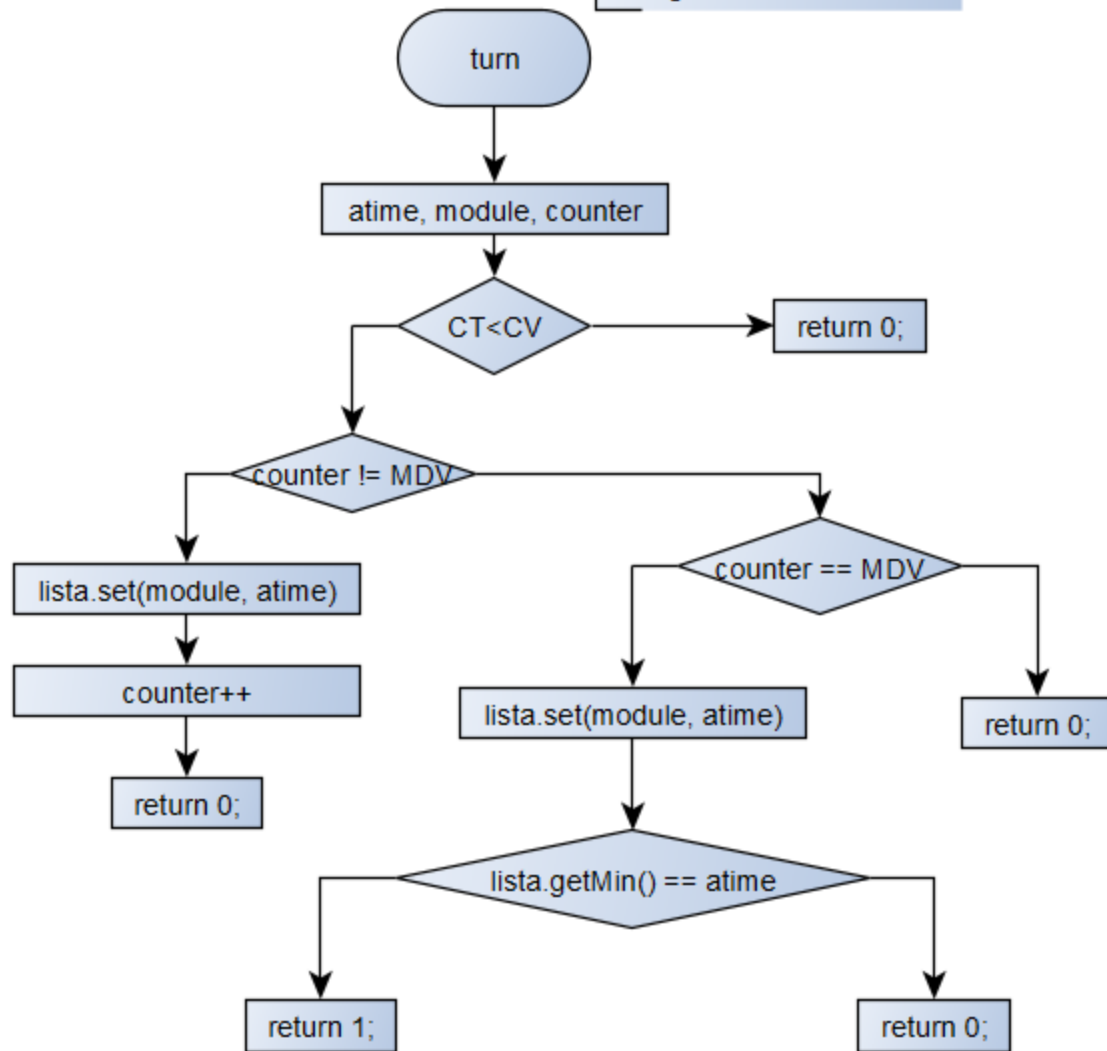 turn
atime, module, counter
CT<CV
return 0;
counter != MDV
counter == MDV
lista.set(module, atime)
counter++
return 0;
lista.set(module, atime)
return 0;
lista.getMin() == atime
return 1;
return 0;